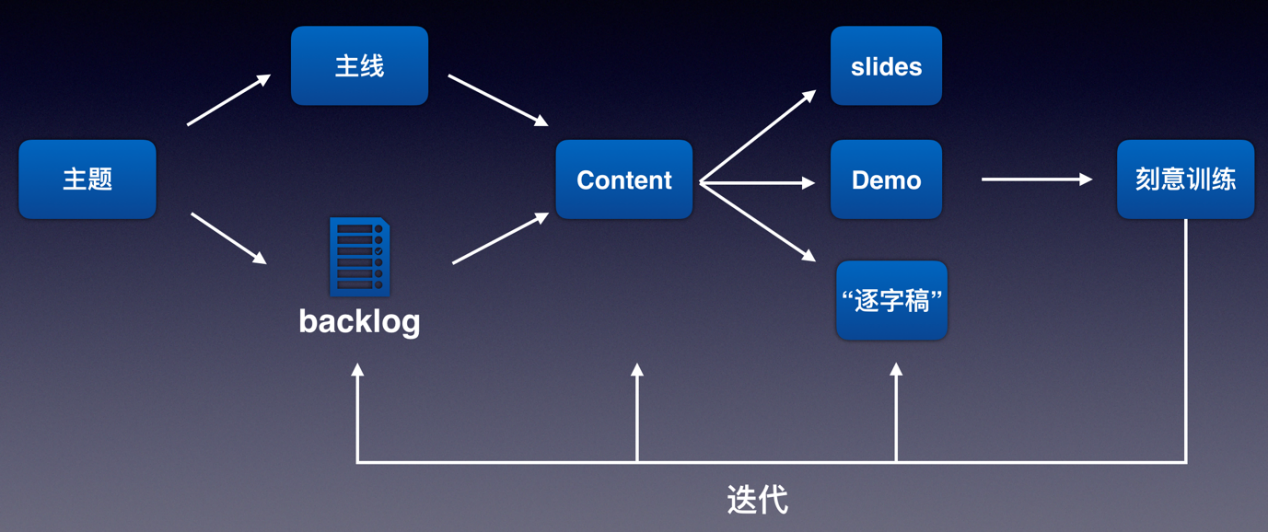 主题
主线
backlog
Content
slides
Demo
“逐字稿”
刻意训练
迭代